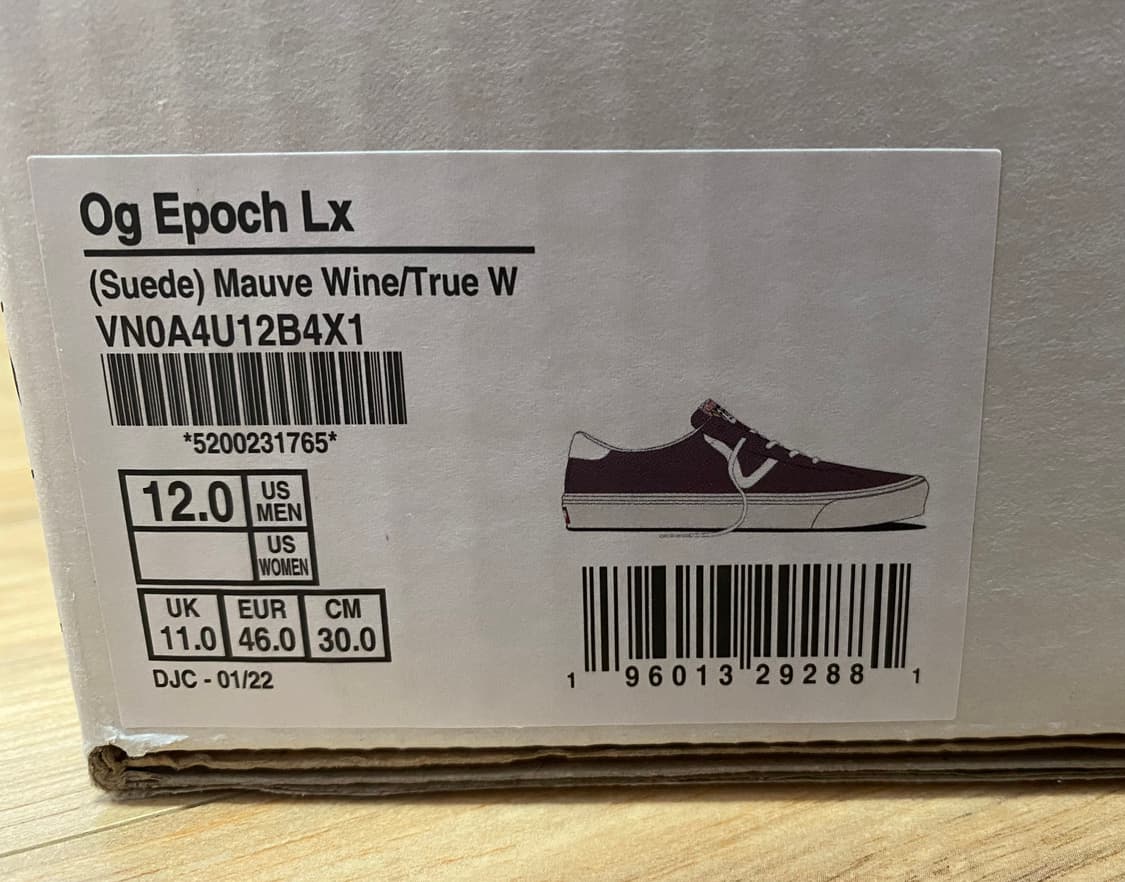 Og Epoch Lx
(Suede) Mauve Wine/True W
VN0A4U12B4X1
*5200231765*
12.0 US MEN
US WOMEN
UK EUR CM
11.0 46.0 30.0
DJC - 01/22
1 96013 29288 1